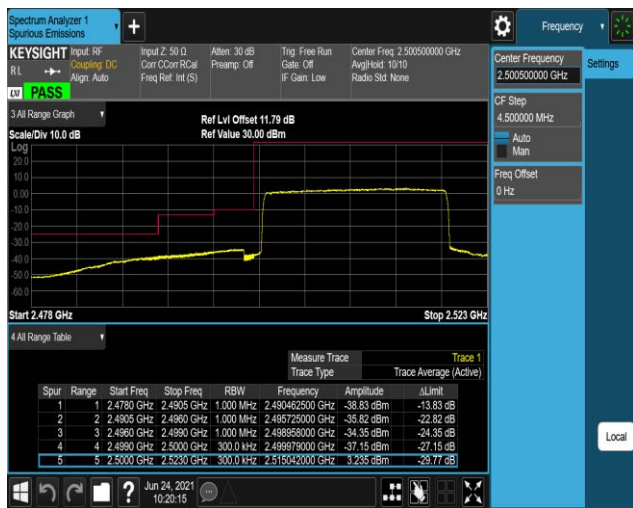 Spectrum Analyzer 1
Spurious Emissions
+
Frequency
KEYSIGHT
Input: RF
Input Z: 50 Ω
Atten: 30 dB
Trig: Free Run
Center Freq: 2.500500000 GHz
RL
Coupling: DC
Corr CCorr RCal
Preamp: Off
Gate: Off
Avg|Hold: 10/10
Align: Auto
Freq Ref: Int (S)
IF Gain: Low
Radio Std: None
LXI
PASS
3 All Range Graph
Ref Lvl Offset 11.79 dB
Scale/Div 10.0 dB
Ref Value 30.00 dBm
Log
20.0
10.0
0.00
-10.0
-20.0
-30.0
-40.0
-50.0
-60.0
Start 2.478 GHz
Stop 2.523 GHz
4 All Range Table
Measure Trace Trace 1
Trace Type Trace Average (Active)
Spur Range Start Freq Stop Freq RBW Frequency Amplitude ΔLimit
1 1 2.4780 GHz 2.4905 GHz 1.000 MHz 2.490462500 GHz -38.83 dBm -13.83 dB
2 2 2.4905 GHz 2.4960 GHz 1.000 MHz 2.495725000 GHz -35.82 dBm -22.82 dB
3 3 2.4960 GHz 2.4990 GHz 1.000 MHz 2.498958000 GHz -34.35 dBm -24.35 dB
4 4 2.4990 GHz 2.5000 GHz 300.0 kHz 2.499979000 GHz -37.15 dBm -27.15 dB
5 5 2.5000 GHz 2.5230 GHz 300.0 kHz 2.515042000 GHz 3.235 dBm -29.77 dB
?
Jun 24, 2021
10:20:15
Center Frequency
2.500500000 GHz
Settings
CF Step
4.500000 MHz
Auto
Man
Freq Offset
0 Hz
Local